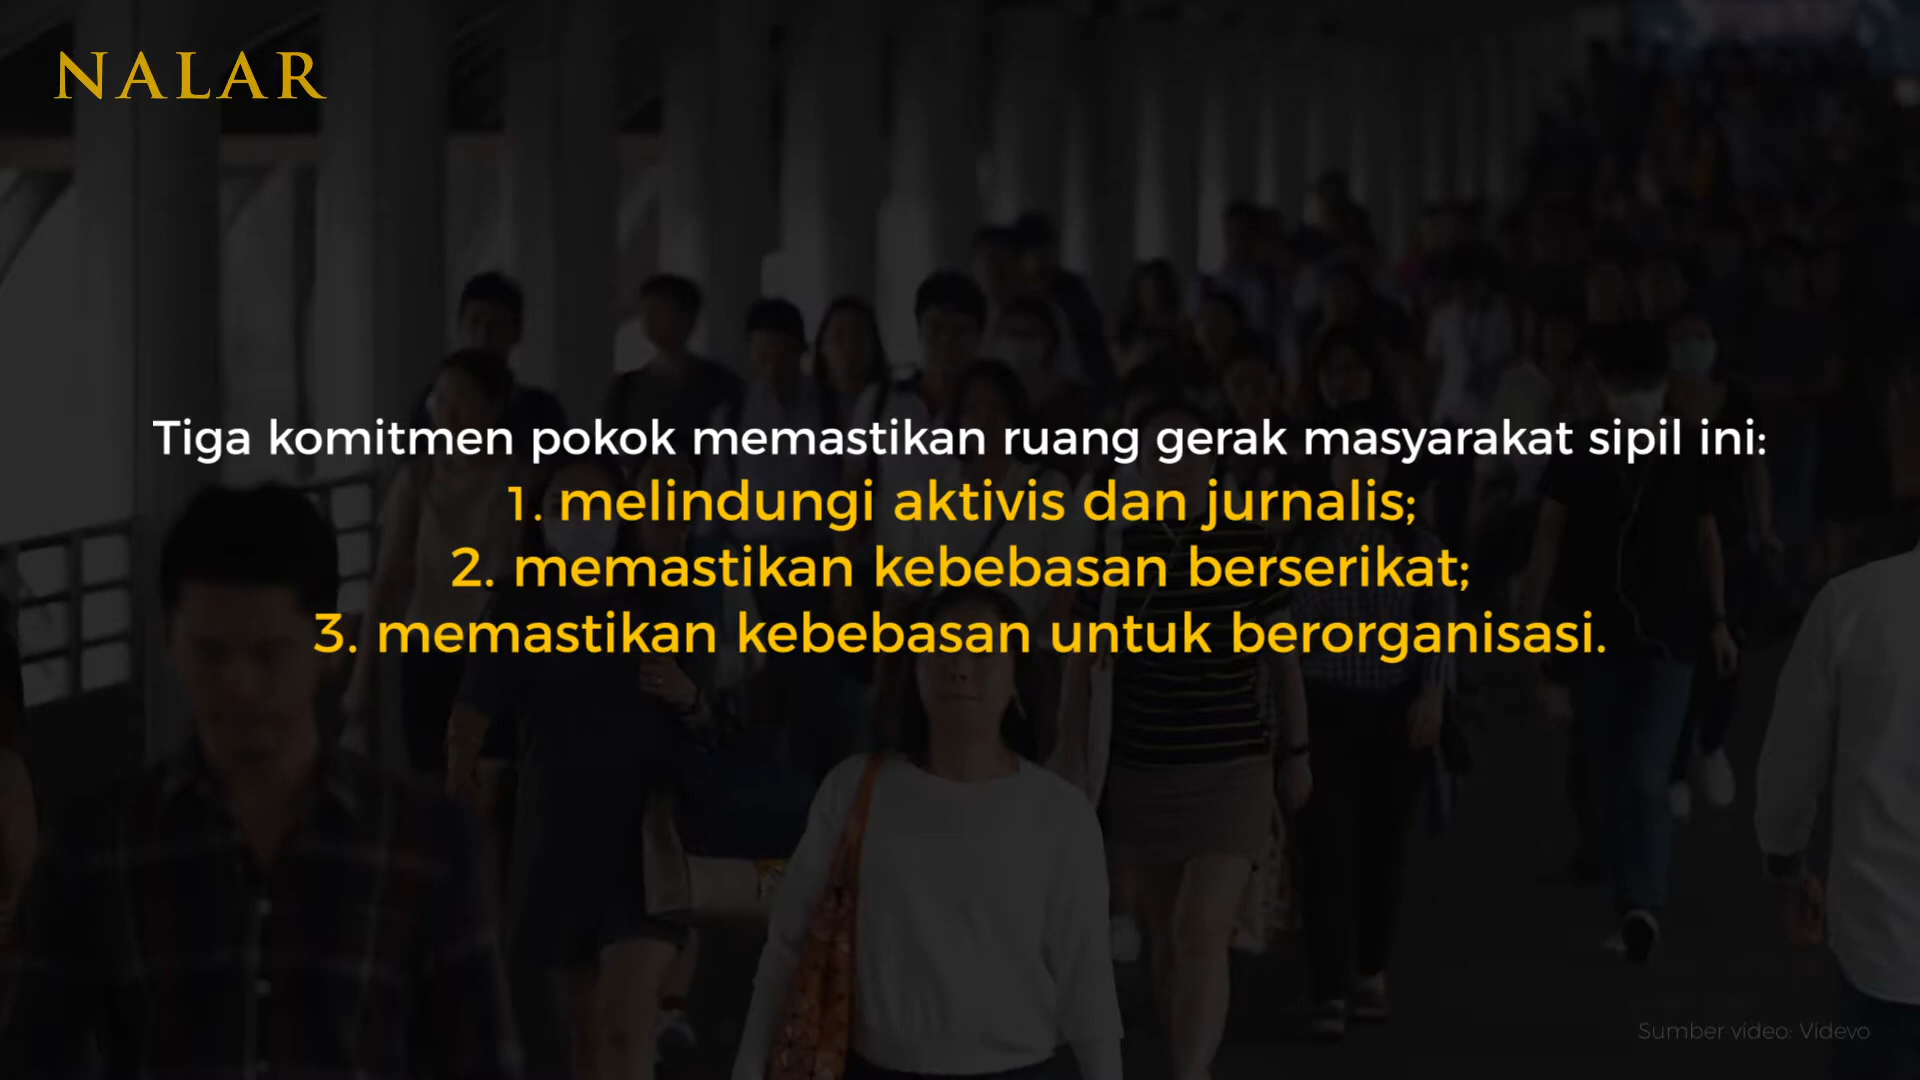 NALAR
Tiga komitmen pokok memastikan ruang gerak masyarakat sipil ini:
1. melindungi aktivis dan jurnalis;
2. memastikan kebebasan berserikat;
3. memastikan kebebasan untuk berorganisasi.
Sumber video: Videvo